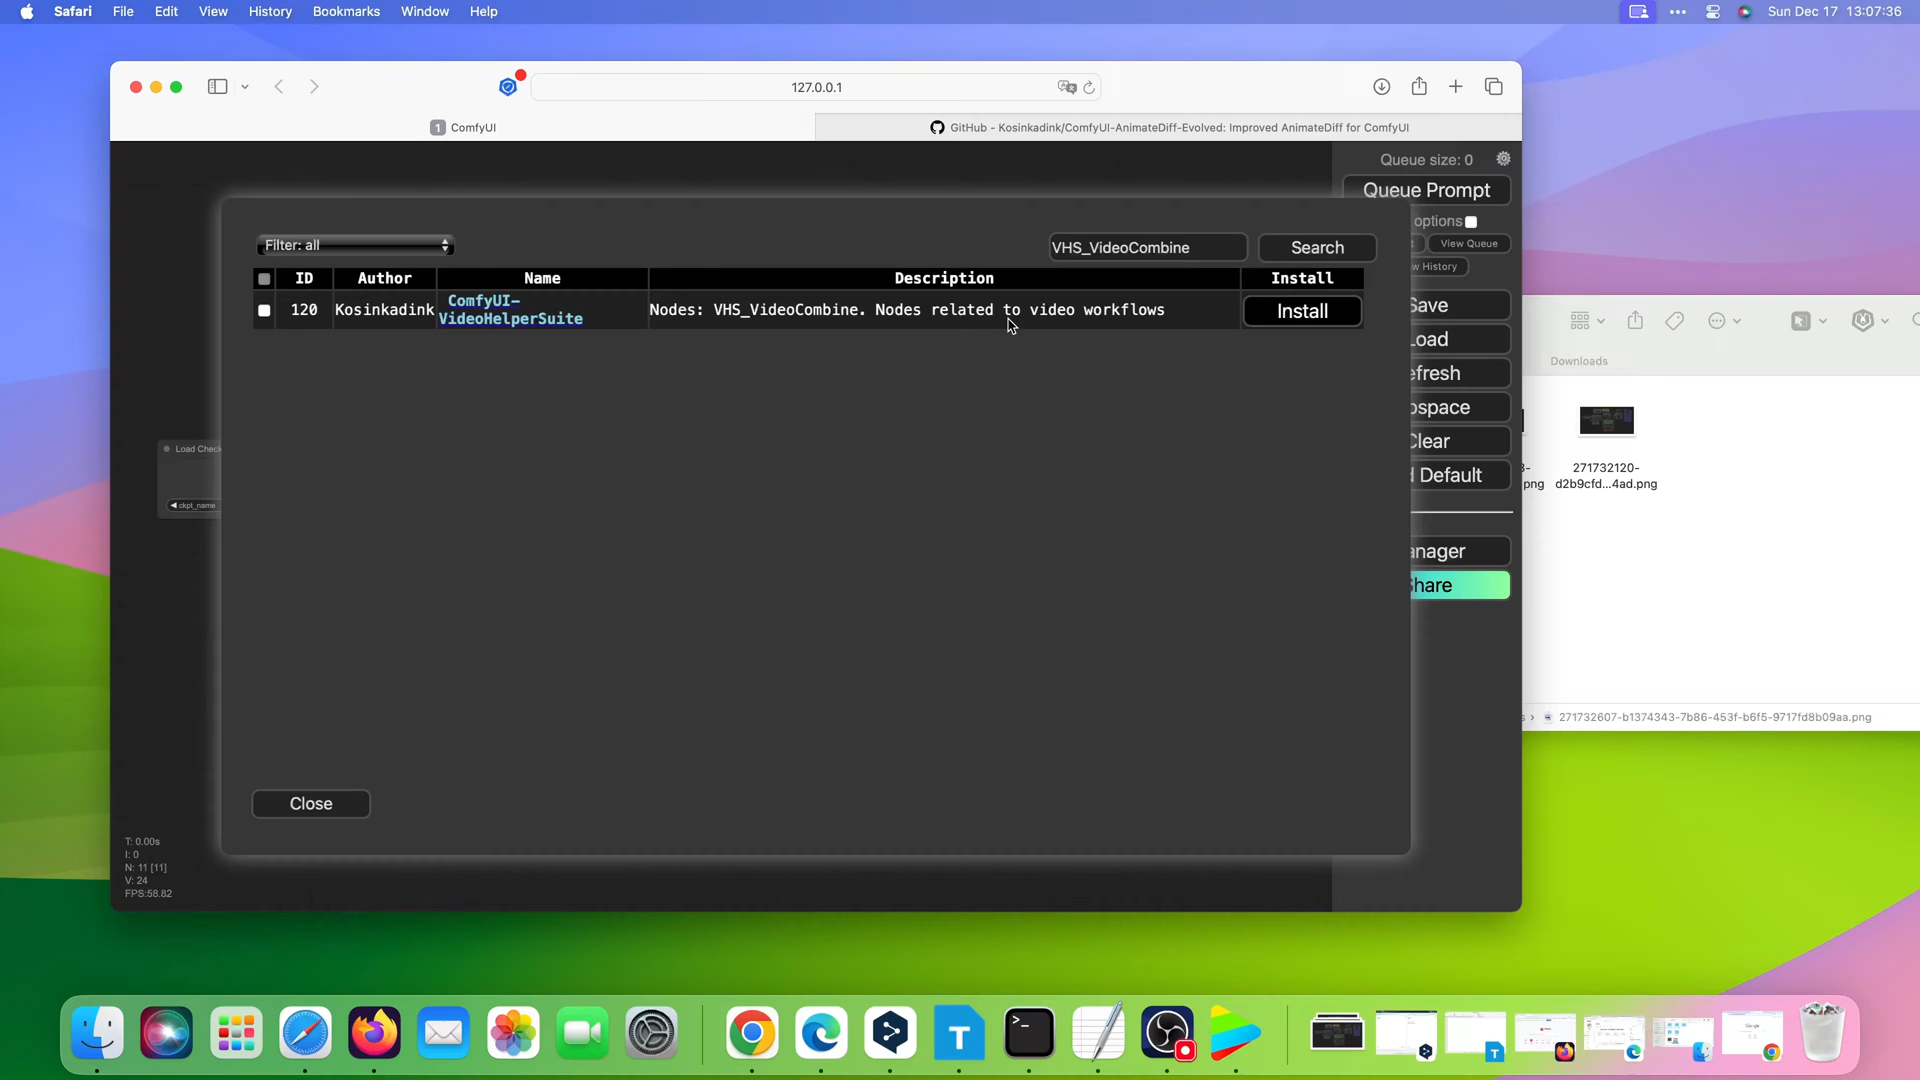 Safari File Edit View History Bookmarks Window Help
Sun Dec 17 13:07:36
127.0.0.1
1 ComfyUI
GitHub - Kosinkadink/ComfyUI-AnimateDiff-Evolved: Improved AnimateDiff for ComfyUI
Queue size: 0
Queue Prompt
options
View Queue
w History
Filter: all
VHS_VideoCombine
Search
ID Author Name Description Install
120 Kosinkadink ComfyUI-
VideoHelperSuite
Nodes: VHS_VideoCombine. Nodes related to video workflows
Install
Save
Load
efresh
pspace
Clear
d Default
anager
Share
Load Check
ckpt_name
Close
T: 0.00s
I: 0
N: 11 [11]
V: 24
FPS:58.82
Downloads
png
271732120-
d2b9cfd...4ad.png
271732607-b1374343-7b86-453f-b6f5-9717fd8b09aa.png